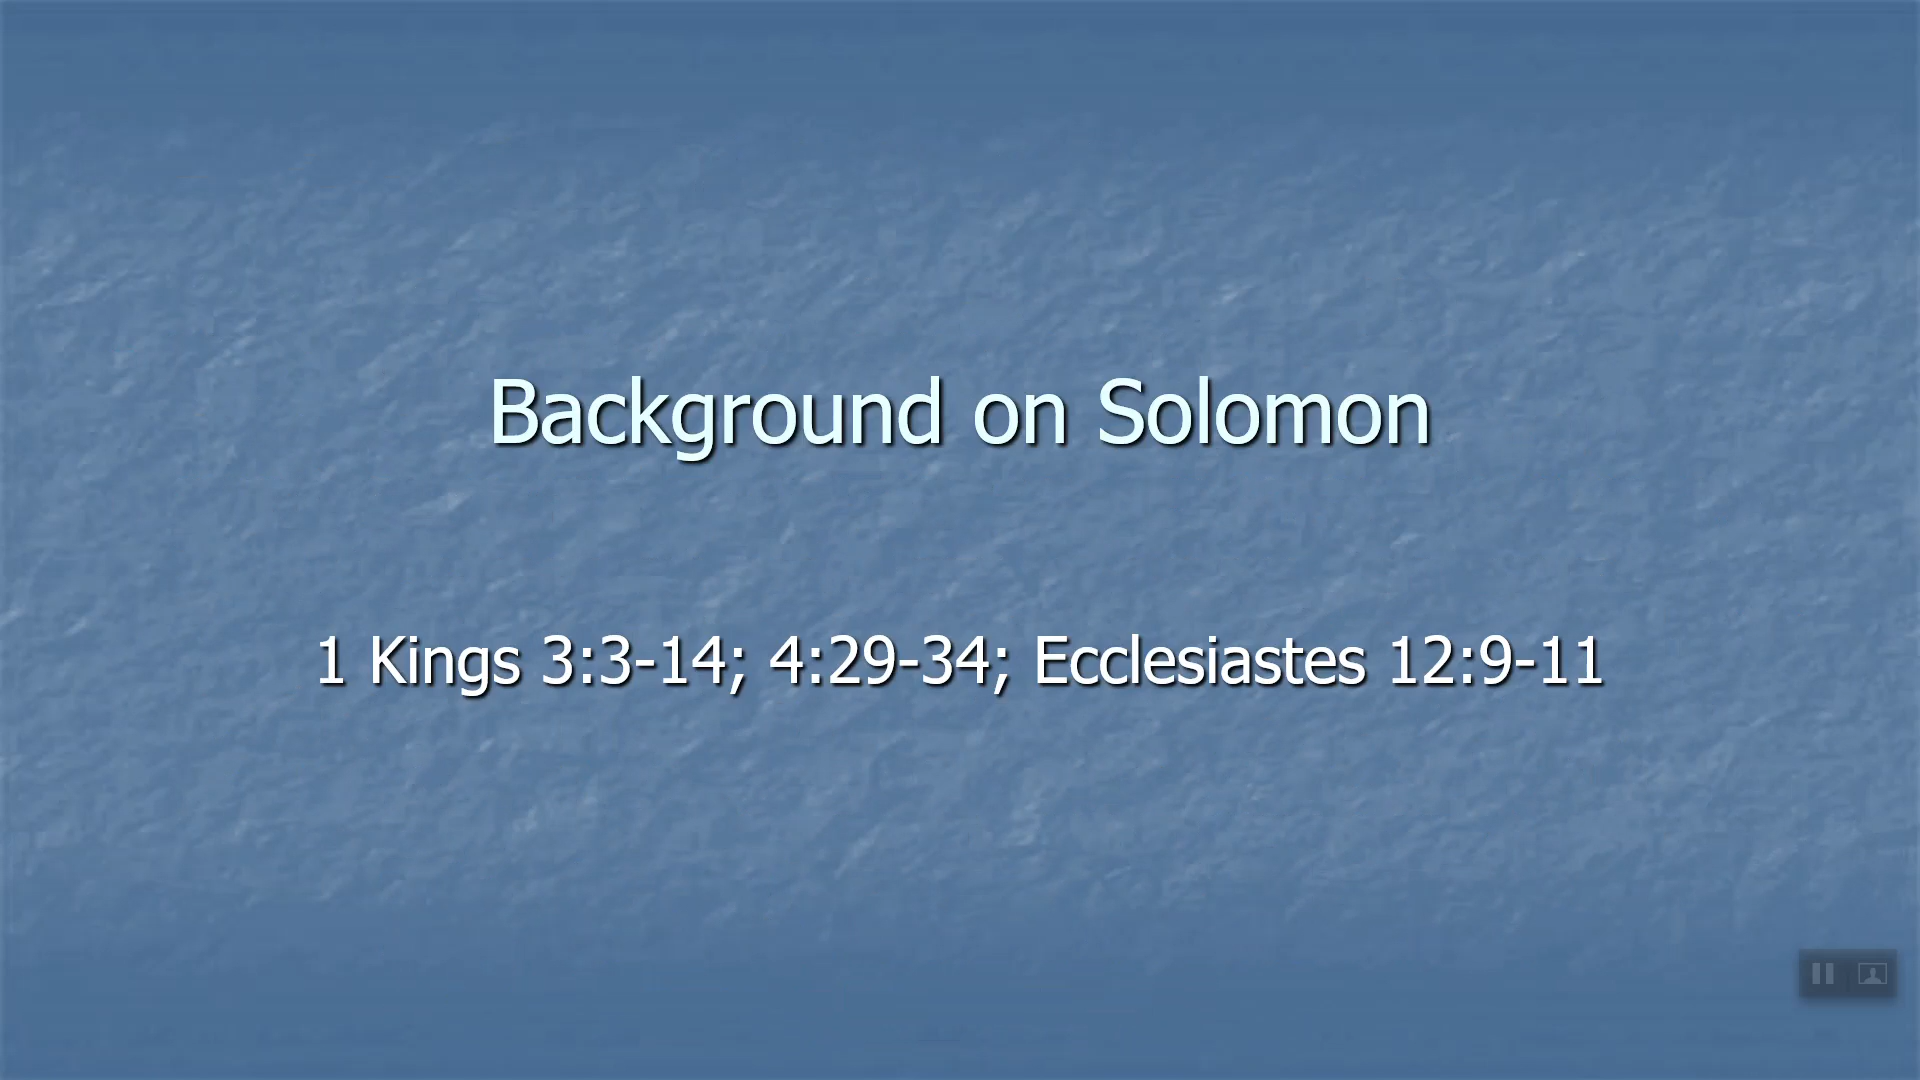 Background on Solomon
1 Kings 3:3-14; 4:29-34; Ecclesiastes 12:9-11